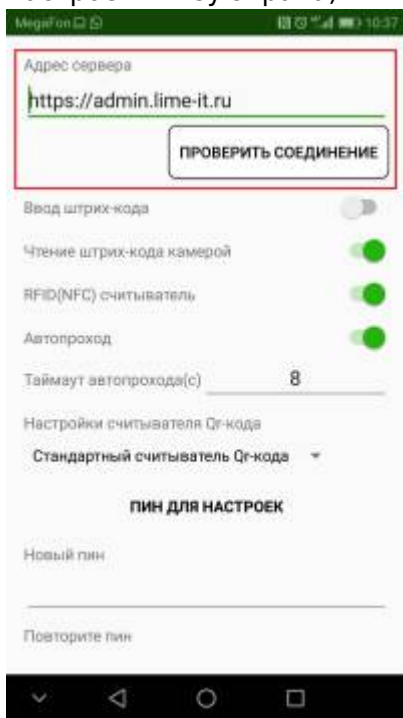 MegaFon 10:37
Адрес сервера
https://admin.lime-it.ru
ПРОВЕРИТЬ СОЕДИНЕНИЕ
Ввод штрих-кода
Чтение штрих-кода камерой
RFID(NFC) считыватель
Автопроход
Таймаут автопрохода(с) 8
Настройки считывателя Qr-кода
Стандартный считыватель Qr-кода
ПИН ДЛЯ НАСТРОЕК
Новый пин
Повторите пин